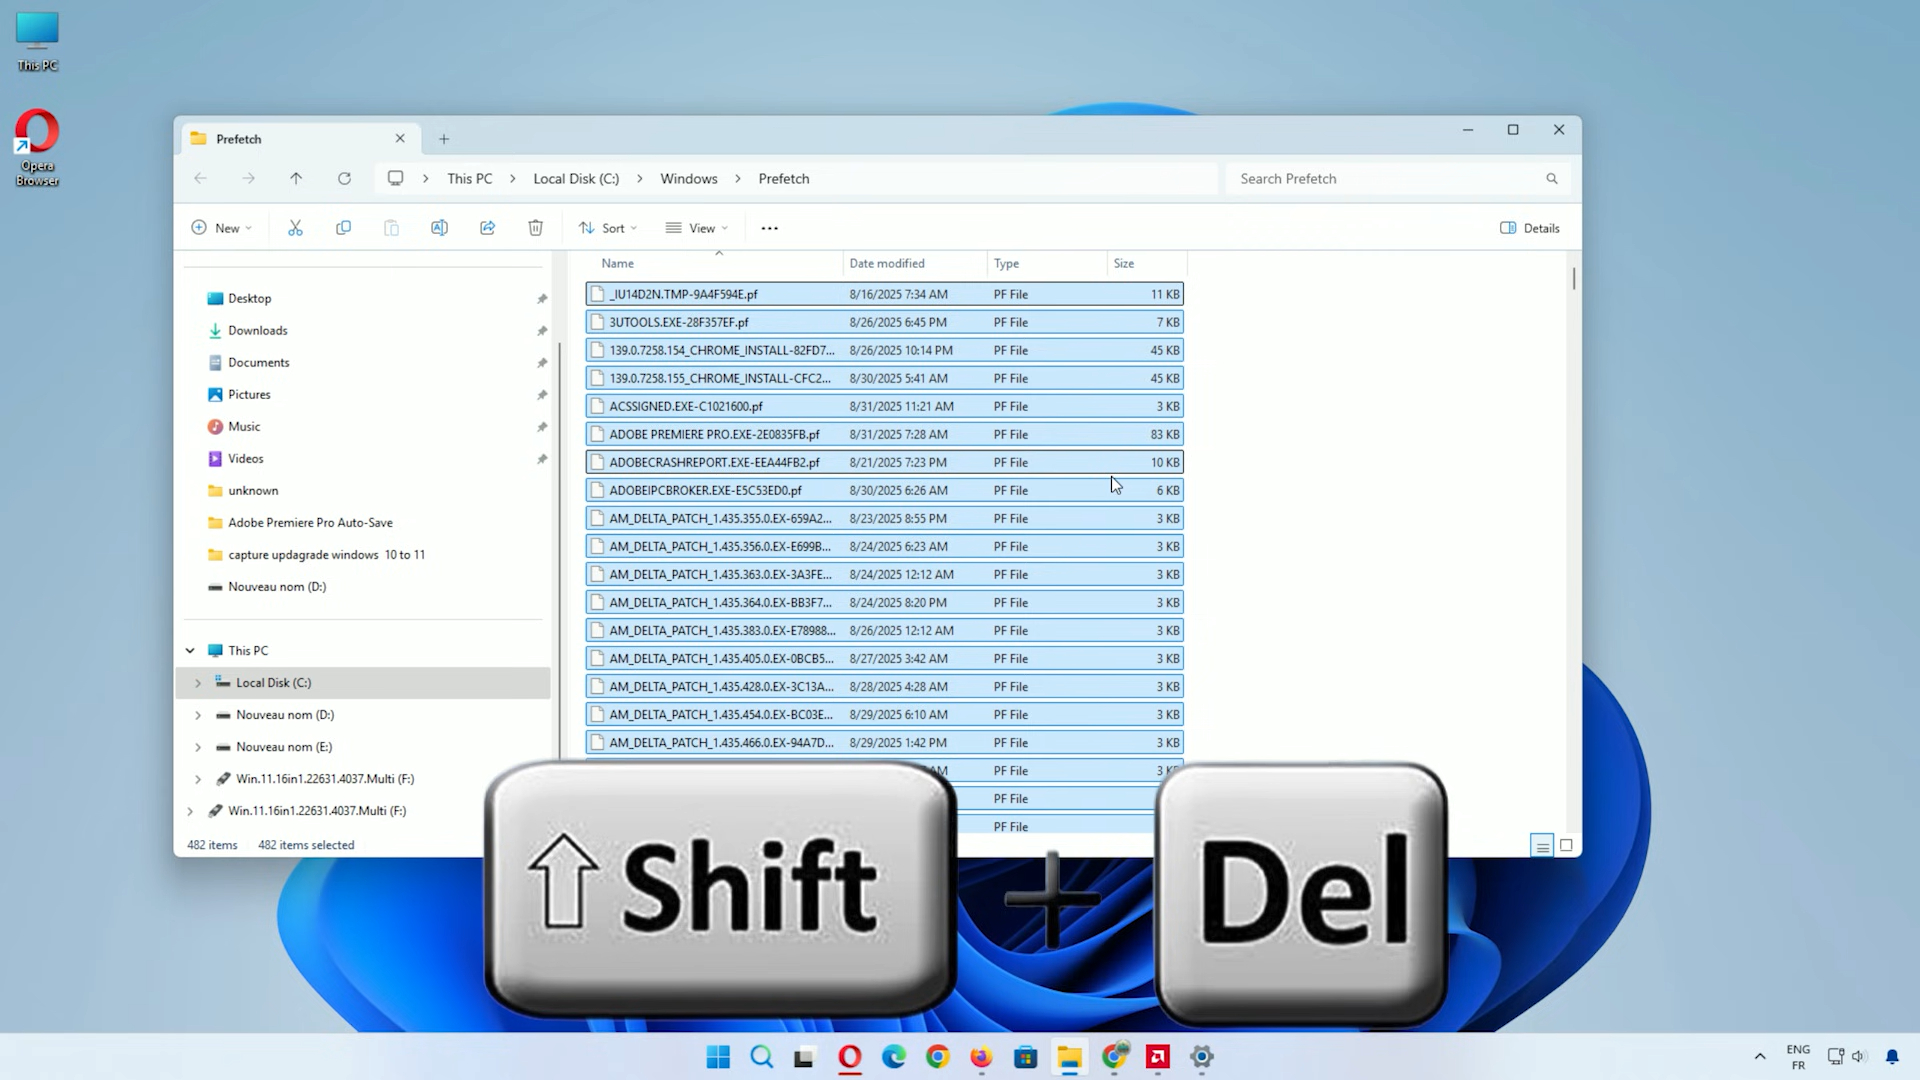 This PC
Opera
Browser
Prefetch
This PC
Local Disk (C:)
Windows
Prefetch
Search Prefetch
New
Sort
View
Details
Name
Date modified
Type
Size
Desktop
Downloads
Documents
Pictures
Music
Videos
unknown
Adobe Premiere Pro Auto-Save
capture updagrade windows 10 to 11
Nouveau nom (D:)
This PC
Local Disk (C:)
Nouveau nom (D:)
Nouveau nom (E:)
Win.11.16in1.22631.4037.Multi (F:)
Win.11.16in1.22631.4037.Multi (F:)
_IU14D2N.TMP-9A4F594E.pf 8/16/2025 7:34 AM PF File 11 KB
3UTOOLS.EXE-28F357EF.pf 8/26/2025 6:45 PM PF File 7 KB
139.0.7258.154_CHROME_INSTALL-82FD7... 8/26/2025 10:14 PM PF File 45 KB
139.0.7258.155_CHROME_INSTALL-CFC2... 8/30/2025 5:41 AM PF File 45 KB
ACSSIGNED.EXE-C1021600.pf 8/31/2025 11:21 AM PF File 3 KB
ADOBE PREMIERE PRO.EXE-2E0835FB.pf 8/31/2025 7:28 AM PF File 83 KB
ADOBECRASHREPORT.EXE-EEA44FB2.pf 8/21/2025 7:23 PM PF File 10 KB
ADOBEIPCBROKER.EXE-E5C53ED0.pf 8/30/2025 6:26 AM PF File 6 KB
AM_DELTA_PATCH_1.435.355.0.EX-659A2... 8/23/2025 8:55 PM PF File 3 KB
AM_DELTA_PATCH_1.435.356.0.EX-E699B... 8/24/2025 6:23 AM PF File 3 KB
AM_DELTA_PATCH_1.435.363.0.EX-3A3FE... 8/24/2025 12:12 AM PF File 3 KB
AM_DELTA_PATCH_1.435.364.0.EX-BB3F7... 8/24/2025 8:20 PM PF File 3 KB
AM_DELTA_PATCH_1.435.383.0.EX-E78988... 8/26/2025 12:12 AM PF File 3 KB
AM_DELTA_PATCH_1.435.405.0.EX-0BCB5... 8/27/2025 3:42 AM PF File 3 KB
AM_DELTA_PATCH_1.435.428.0.EX-3C13A... 8/28/2025 4:28 AM PF File 3 KB
AM_DELTA_PATCH_1.435.454.0.EX-BC03E... 8/29/2025 6:10 AM PF File 3 KB
AM_DELTA_PATCH_1.435.466.0.EX-94A7D... 8/29/2025 1:42 PM PF File 3 KB
AM PF File 3 KB
PF File
PF File
482 items 482 items selected
Shift + Del
ENG
FR